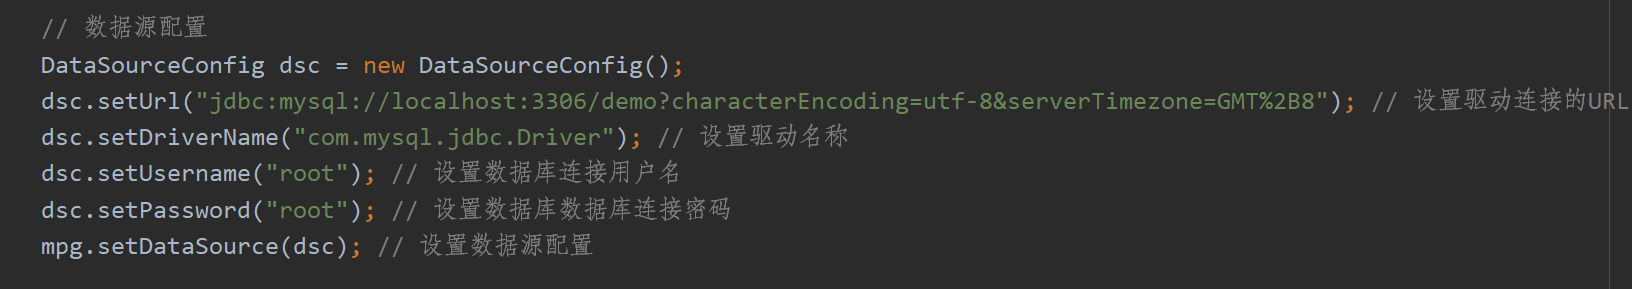 // 数据源配置
DataSourceConfig dsc = new DataSourceConfig();
dsc.setUrl("jdbc:mysql://localhost:3306/demo?characterEncoding=utf-8&serverTimezone=GMT%2B8"); // 设置驱动连接的URL
dsc.setDriverName("com.mysql.jdbc.Driver"); // 设置驱动名称
dsc.setUsername("root"); // 设置数据库连接用户名
dsc.setPassword("root"); // 设置数据库数据库连接密码
mpg.setDataSource(dsc); // 设置数据源配置